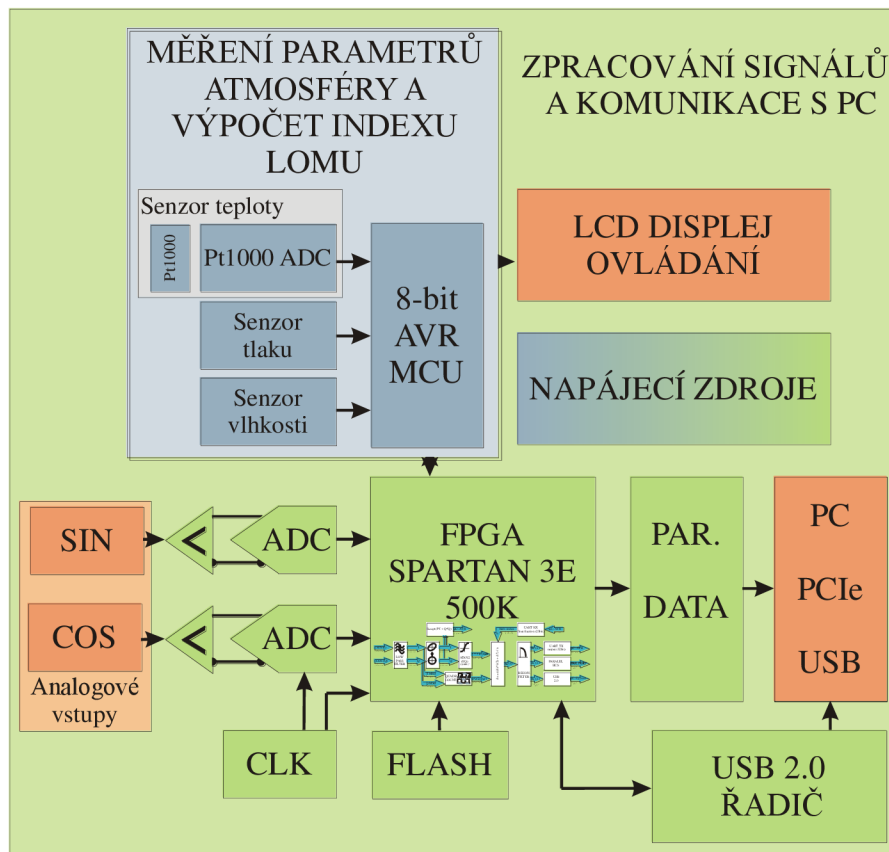 MĚŘENÍ PARAMETRŮ
ATMOSFÉRY A
VÝPOČET INDEXU
LOMU
ZPRACOVÁNÍ SIGNÁLŮ
A KOMUNIKACE S PC
Senzor teploty
Pt1000
Pt1000 ADC
Senzor
tlaku
Senzor
vlhkosti
8-bit
AVR
MCU
LCD DISPLEJ
OVLÁDÁNÍ
NAPÁJECÍ ZDROJE
SIN
<
ADC
COS
<
ADC
Analogové
vstupy
FPGA
SPARTAN 3E
500K
PAR.
DATA
PC
PCIe
USB
CLK
FLASH
USB 2.0
ŘADIČ